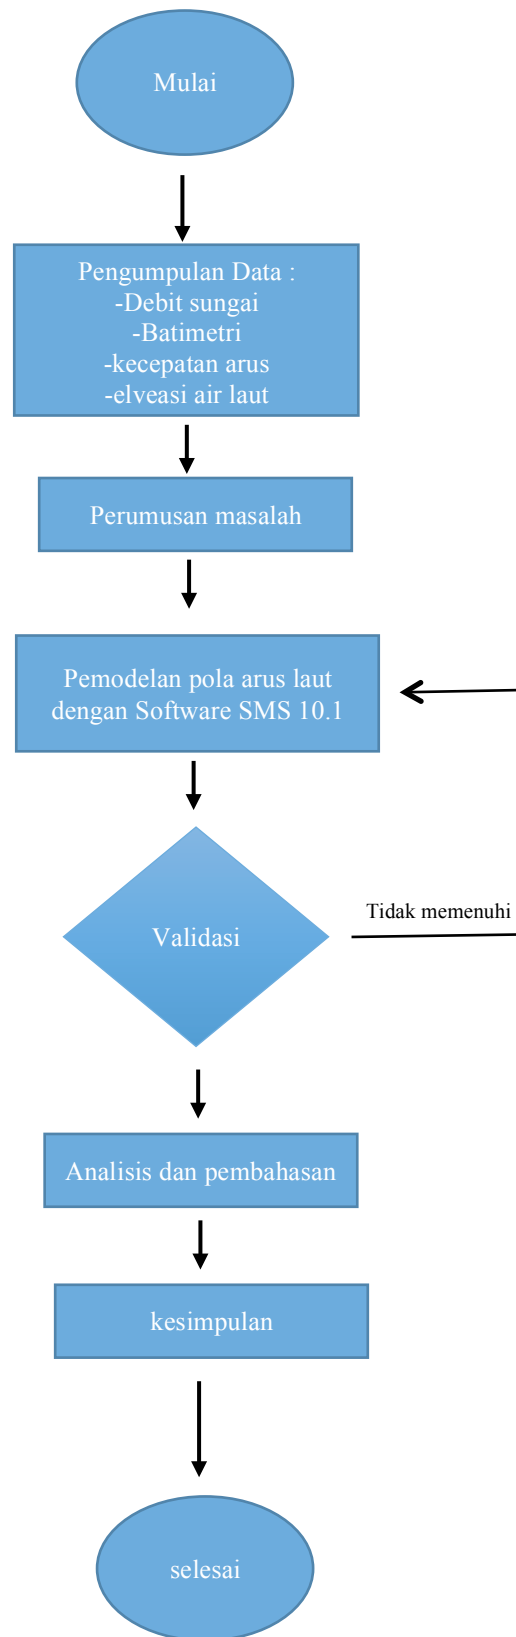 Mulai
Pengumpulan Data :
-Debit sungai
-Batimetri
-kecepatan arus
-elveasi air laut
Perumusan masalah
Pemodelan pola arus laut
dengan Software SMS 10.1
Tidak memenuhi
Validasi
Analisis dan pembahasan
kesimpulan
selesai